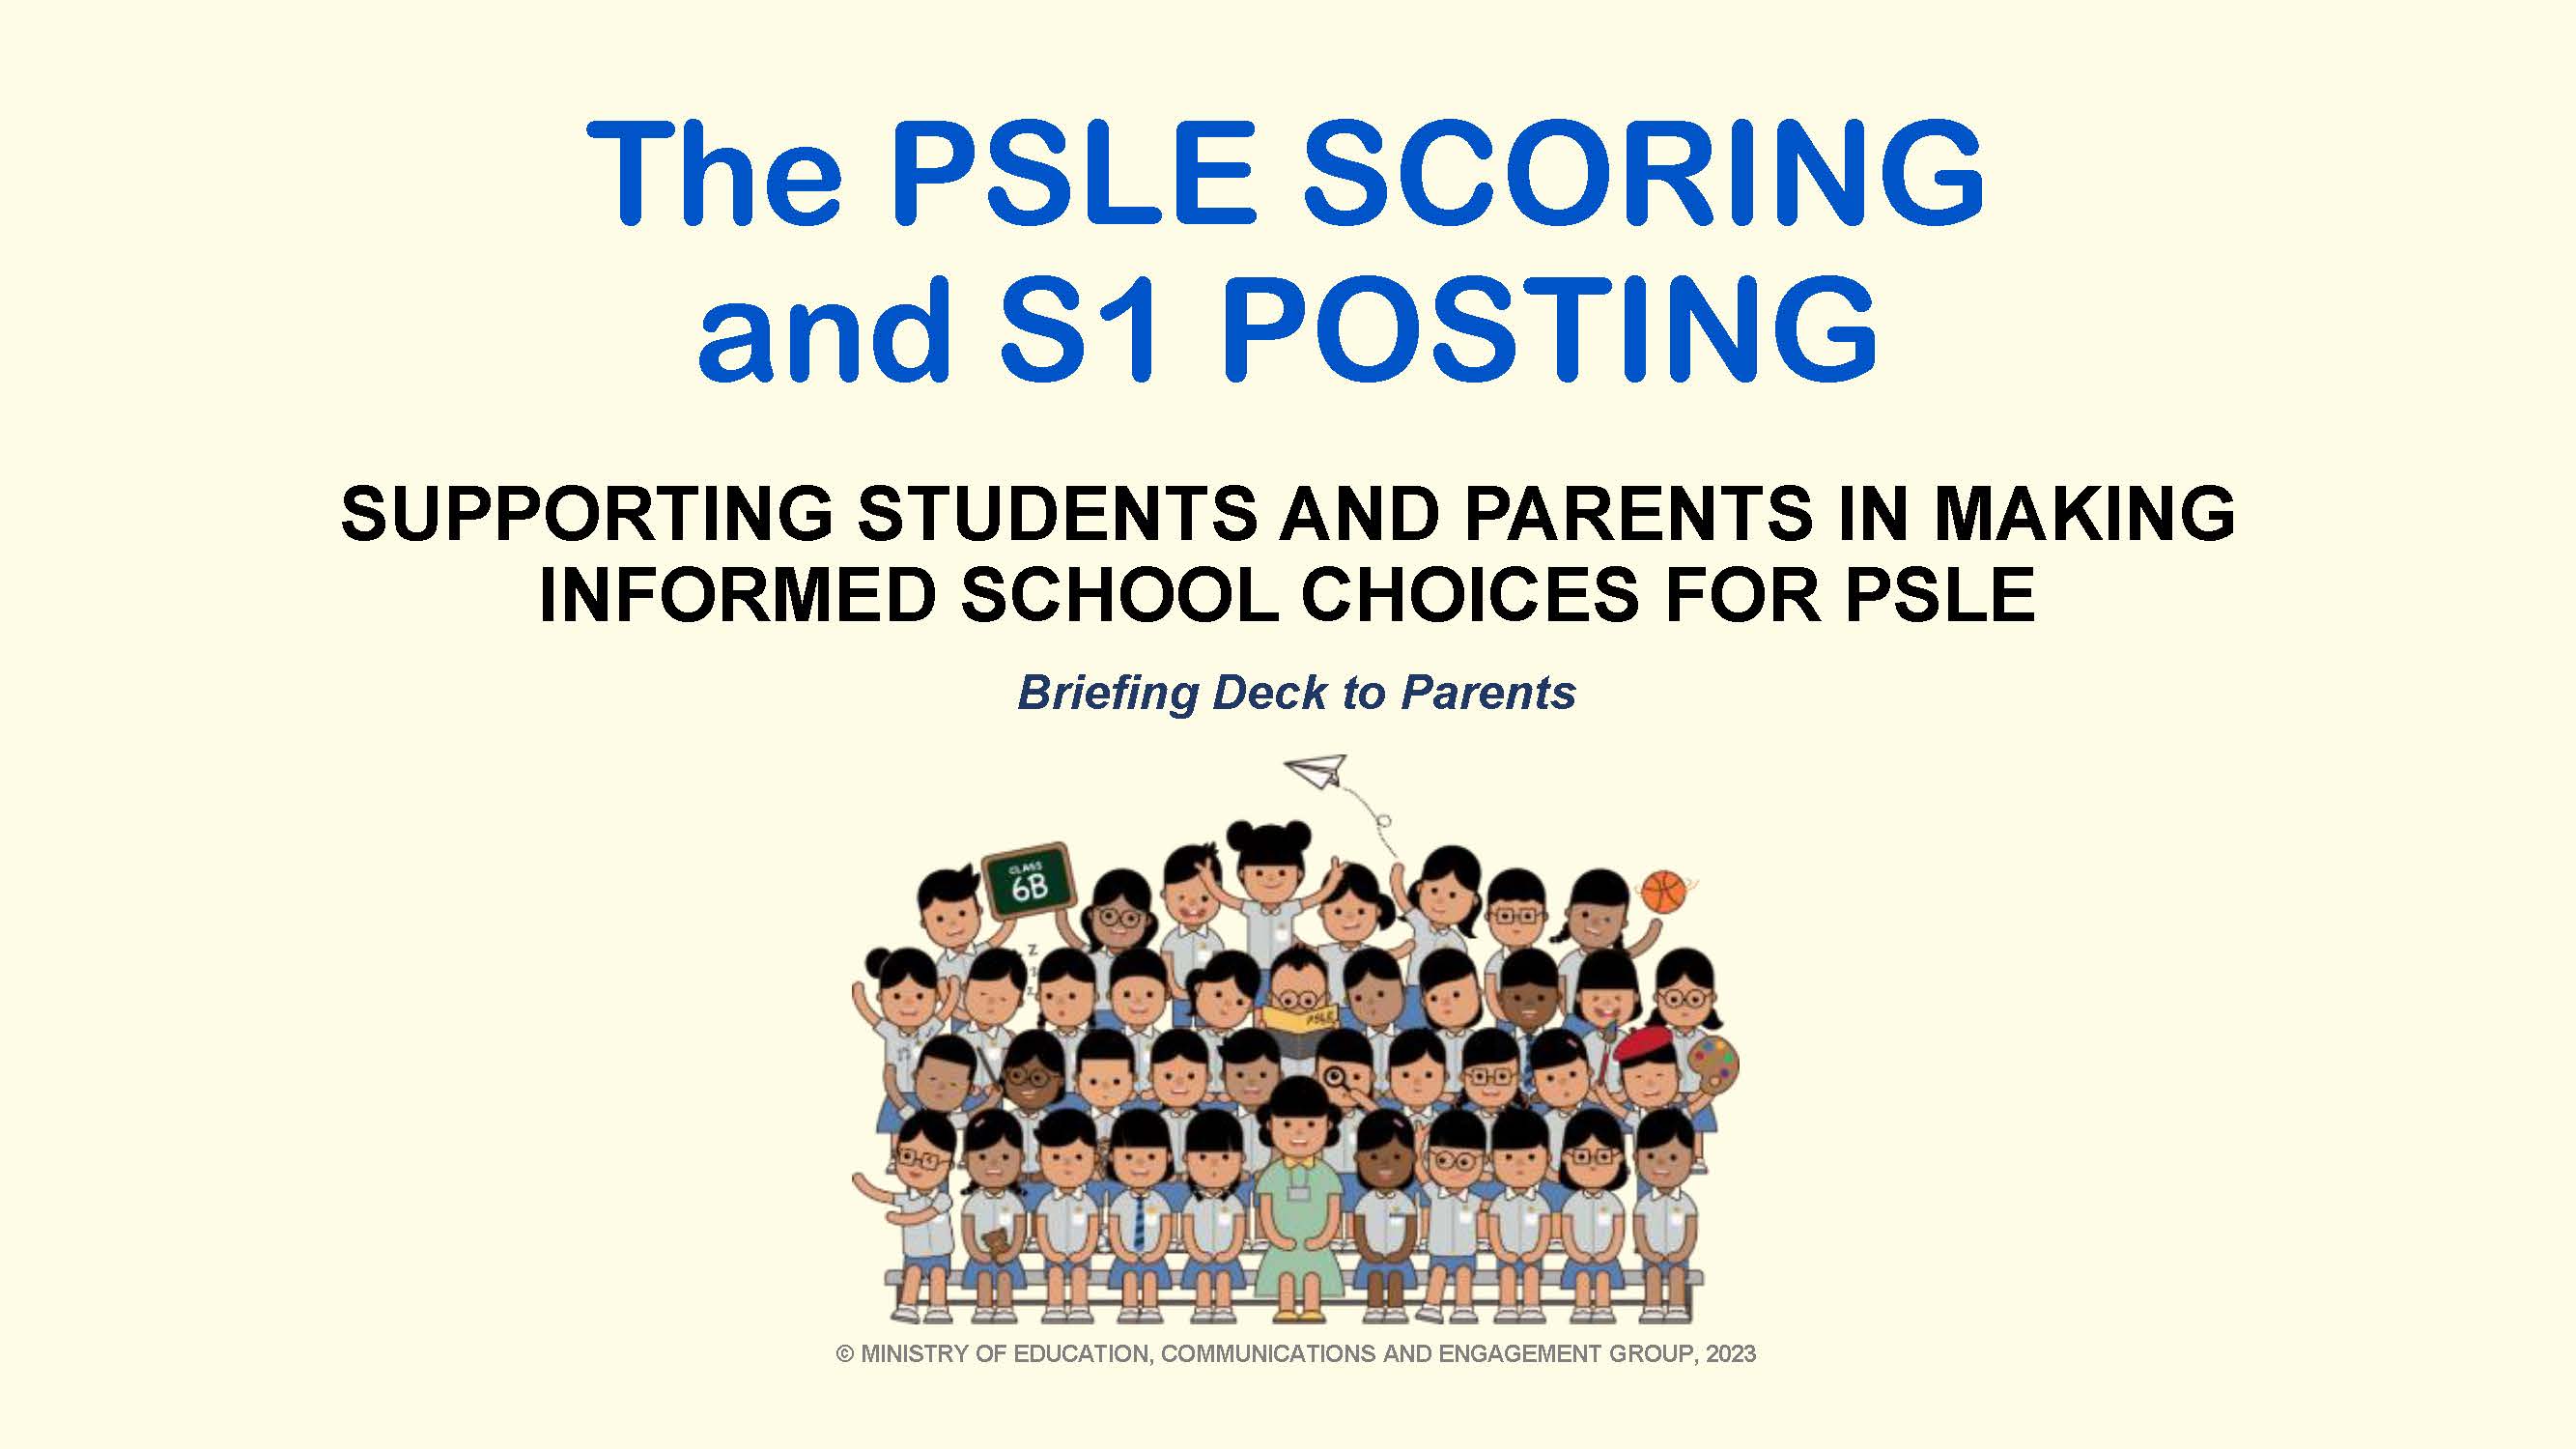 The PSLE SCORING
and S1 POSTING
SUPPORTING STUDENTS AND PARENTS IN MAKING
INFORMED SCHOOL CHOICES FOR PSLE
Briefing Deck to Parents
CLASS
6B
z
z
z
PSLE
© MINISTRY OF EDUCATION, COMMUNICATIONS AND ENGAGEMENT GROUP, 2023